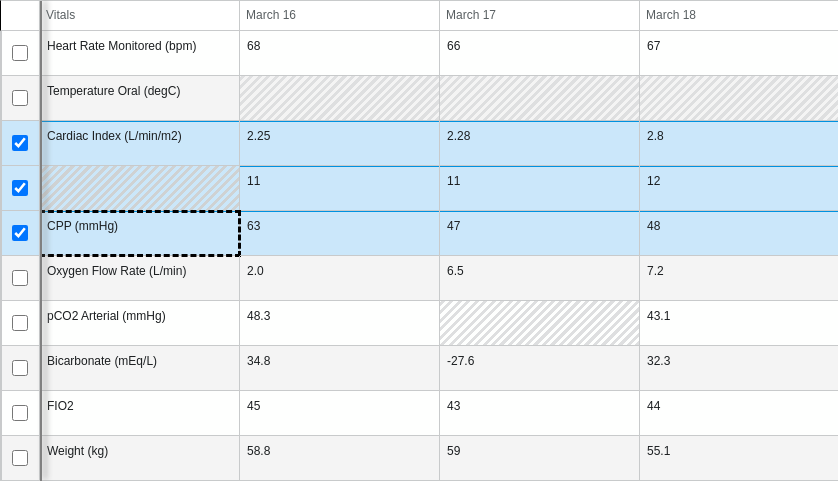 Vitals March 16 March 17 March 18
Heart Rate Monitored (bpm) 68 66 67
Temperature Oral (degC)
Cardiac Index (L/min/m2) 2.25 2.28 2.8
11 11 12
CPP (mmHg) 63 47 48
Oxygen Flow Rate (L/min) 2.0 6.5 7.2
pCO2 Arterial (mmHg) 48.3 43.1
Bicarbonate (mEq/L) 34.8 -27.6 32.3
FIO2 45 43 44
Weight (kg) 58.8 59 55.1